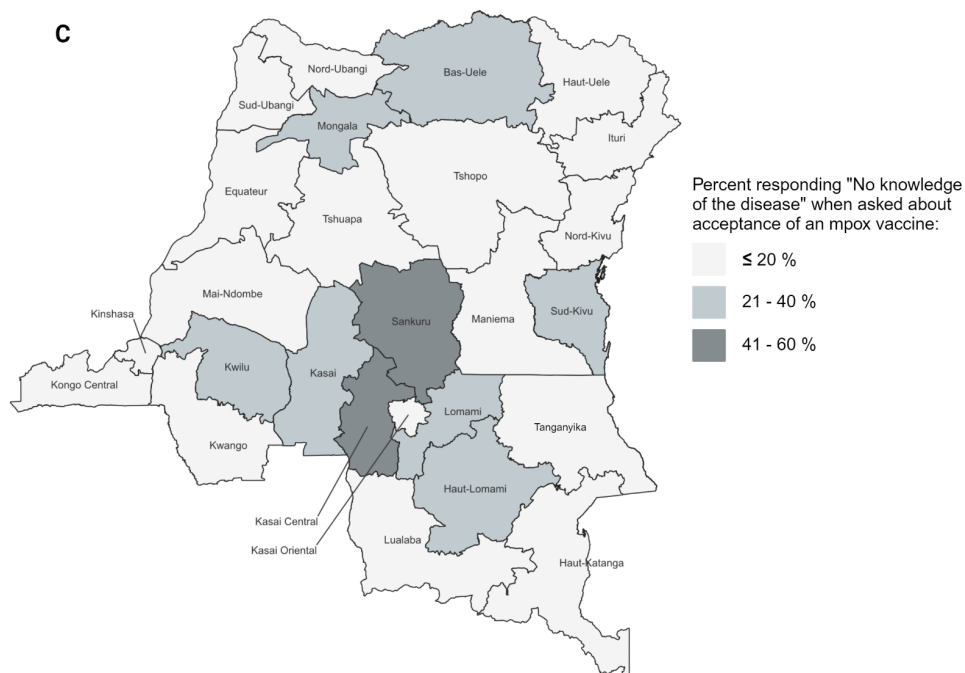 C
Nord-Ubangi
Bas-Uele
Haut-Uele
Sud-Ubangi
Mongala
Ituri
Equateur
Tshopo
Tshuapa
Nord-Kivu
Mai-Ndombe
Kinshasa
Sankuru
Maniema
Sud-Kivu
Kwilu
Kasai
Kongo Central
Lomami
Tanganyika
Kwango
Haut-Lomami
Kasai Central
Kasai Oriental
Lualaba
Haut-Katanga
Percent responding "No knowledge
of the disease" when asked about
acceptance of an mpox vaccine:
≤ 20 %
21 - 40 %
41 - 60 %